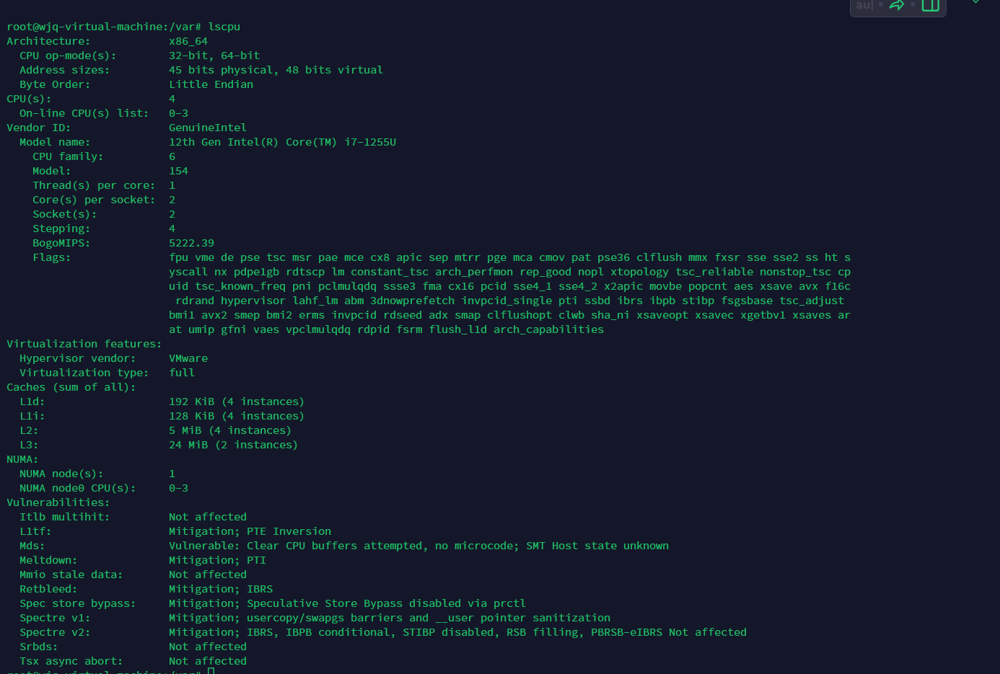 au
root@wjq-virtual-machine:/var# lscpu
Architecture: x86_64
CPU op-mode(s): 32-bit, 64-bit
Address sizes: 45 bits physical, 48 bits virtual
Byte Order: Little Endian
CPU(s): 4
On-line CPU(s) list: 0-3
Vendor ID: GenuineIntel
Model name: 12th Gen Intel(R) Core(TM) i7-1255U
CPU family: 6
Model: 154
Thread(s) per core: 1
Core(s) per socket: 2
Socket(s): 2
Stepping: 4
BogoMIPS: 5222.39
Flags: fpu vme de pse tsc msr pae mce cx8 apic sep mtrr pge mca cmov pat pse36 clflush mmx fxsr sse sse2 ss ht s
yscall nx pdpe1gb rdtscp lm constant_tsc arch_perfmon rep_good nopl xtopology tsc_reliable nonstop_tsc cp
uid tsc_known_freq pni pclmulqdq ssse3 fma cx16 pcid sse4_1 sse4_2 x2apic movbe popcnt aes xsave avx f16c
rdrand hypervisor lahf_lm abm 3dnowprefetch invpcid_single pti ssbd ibrs ibpb stibp fsgsbase tsc_adjust
bmi1 avx2 smep bmi2 erms invpcid rdseed adx smap clflushopt clwb sha_ni xsaveopt xsavec xgetbv1 xsaves ar
at umip gfni vaes vpclmulqdq rdpid fsrm flush_l1d arch_capabilities
Virtualization features:
Hypervisor vendor: VMware
Virtualization type: full
Caches (sum of all):
L1d: 192 KiB (4 instances)
L1i: 128 KiB (4 instances)
L2: 5 MiB (4 instances)
L3: 24 MiB (2 instances)
NUMA:
NUMA node(s): 1
NUMA node0 CPU(s): 0-3
Vulnerabilities:
Itlb multihit: Not affected
L1tf: Mitigation; PTE Inversion
Mds: Vulnerable: Clear CPU buffers attempted, no microcode; SMT Host state unknown
Meltdown: Mitigation; PTI
Mmio stale data: Not affected
Retbleed: Mitigation; IBRS
Spec store bypass: Mitigation; Speculative Store Bypass disabled via prctl
Spectre v1: Mitigation; usercopy/swapgs barriers and __user pointer sanitization
Spectre v2: Mitigation; IBRS, IBPB conditional, STIBP disabled, RSB filling, PBRSB-eIBRS Not affected
Srbds: Not affected
Tsx async abort: Not affected
root@wjq-virtual-machine:/var#